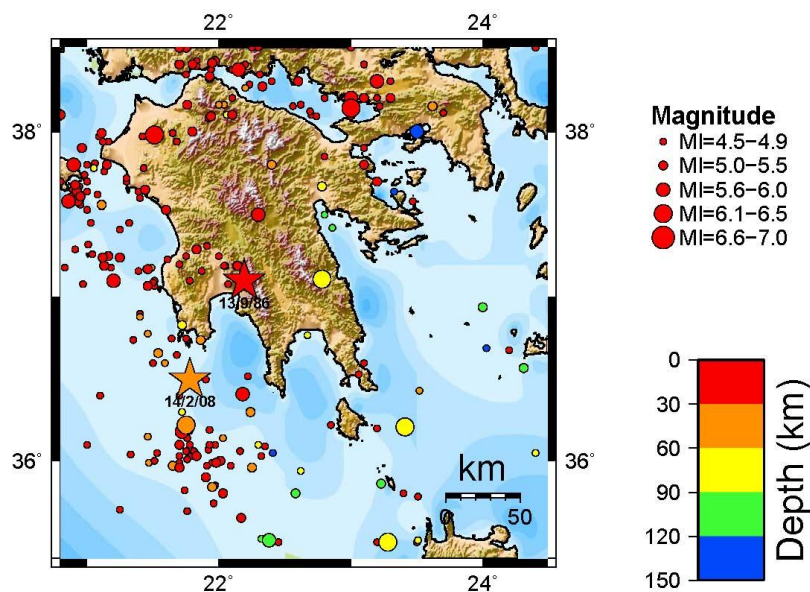 22° 24°
Magnitude
Ml=4.5−4.9
Ml=5.0−5.5
Ml=5.6−6.0
Ml=6.1−6.5
Ml=6.6−7.0
38° 38°
13/9/86
14/2/08
36° 36°
km
0 50
22° 24°
0
30
60
90
120
150
Depth (km)